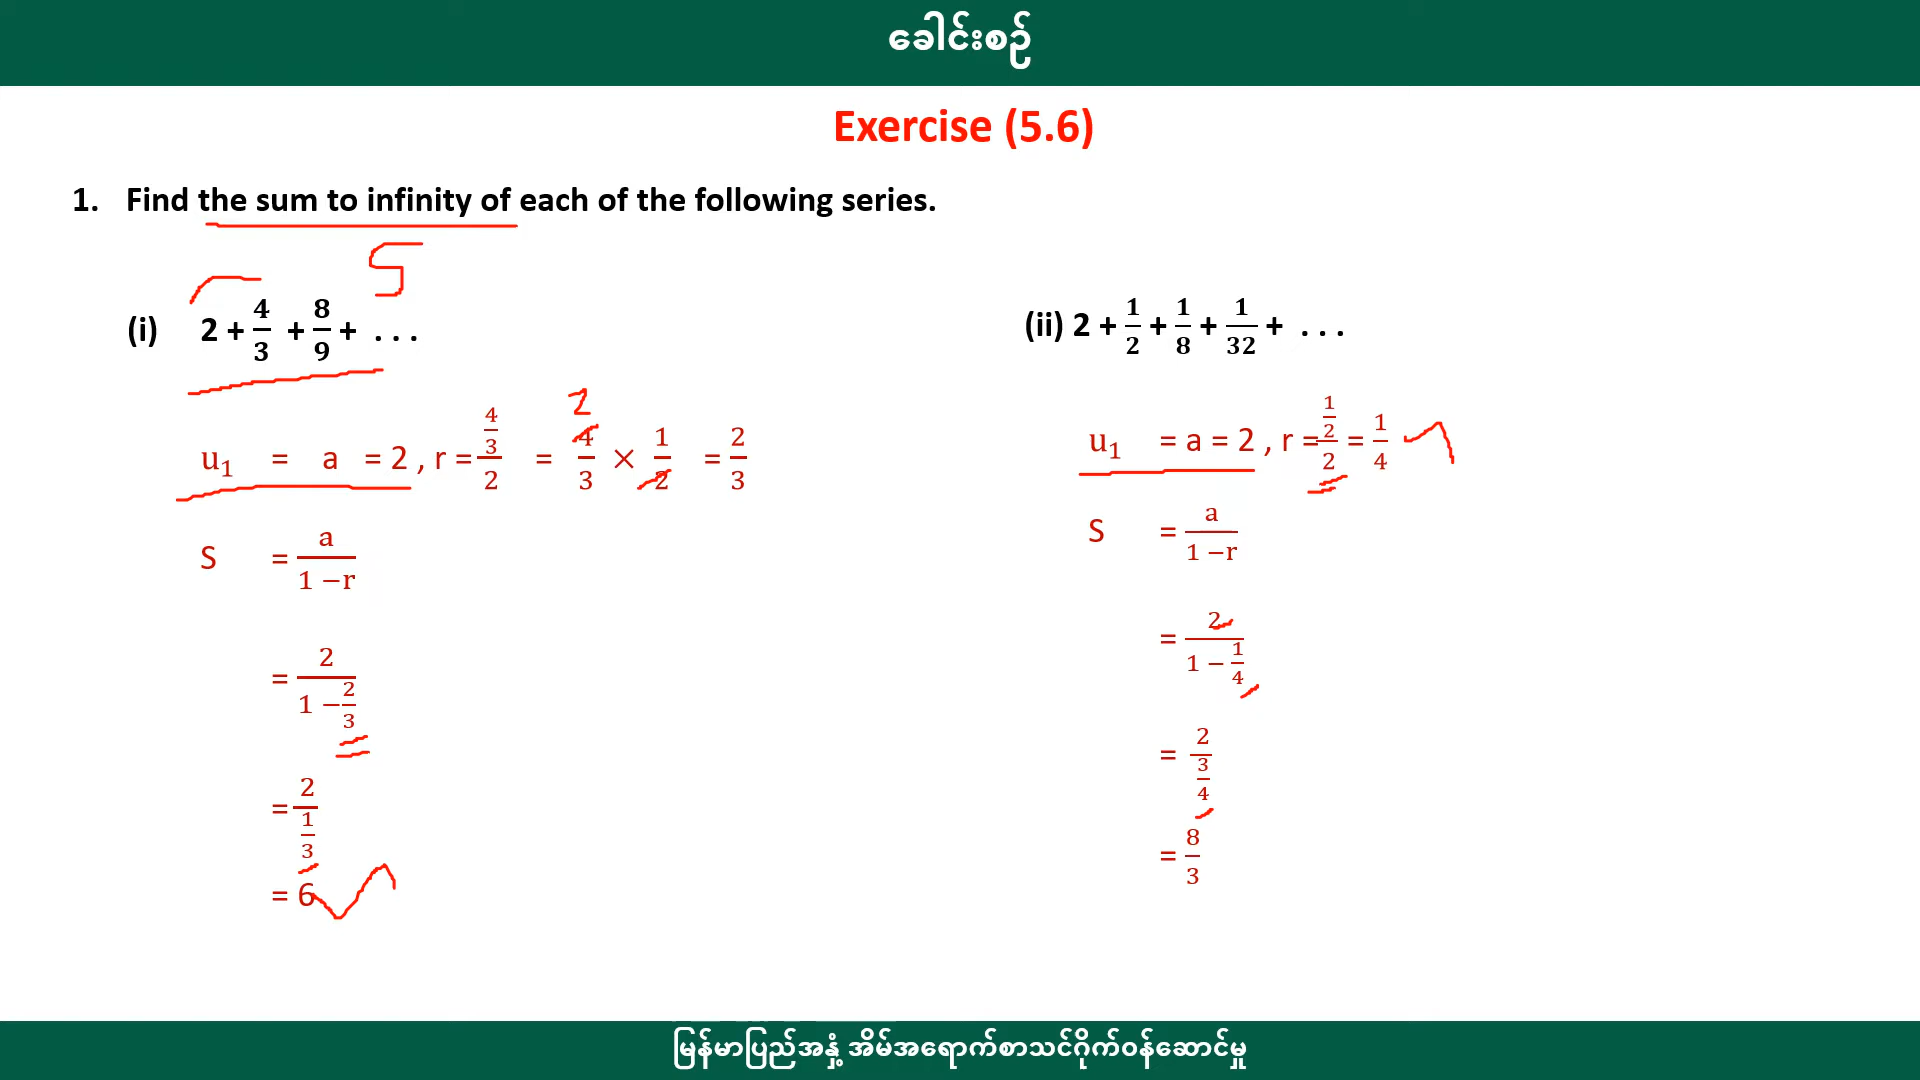 ခေါင်းစဉ်
Exercise (5.6)
1. Find the sum to infinity of each of the following series.
S
(i) 2 + 4/3 + 8/9 + . . .
2
u₁ = a = 2 , r = (4/3)/2 = 4/3 × 1/2 = 2/3
S = a/(1 − r)
= 2/(1 − 2/3)
= 2/(1/3)
= 6
(ii) 2 + 1/2 + 1/8 + 1/32 + . . .
u₁ = a = 2 , r = (1/2)/2 = 1/4
S = a/(1 − r)
= 2/(1 − 1/4)
= 2/(3/4)
= 8/3
မြန်မာပြည်အနှံ့ အိမ်အရောက်စာသင်ဂိုက်ဝန်ဆောင်မှု